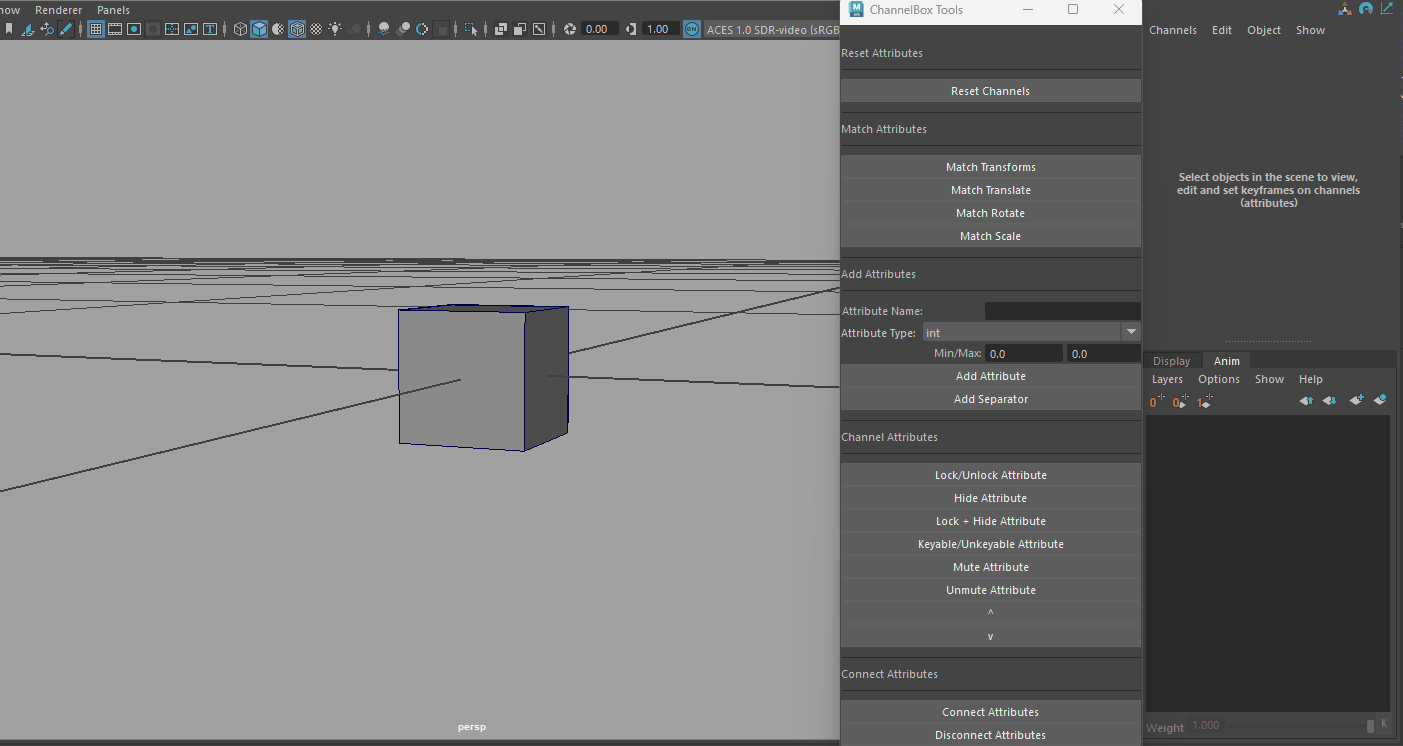 Renderer Panels
0.00 1.00 ON ACES 1.0 SDR-video (sRGB
persp
ChannelBox Tools
Reset Attributes
Reset Channels
Match Attributes
Match Transforms
Match Translate
Match Rotate
Match Scale
Add Attributes
Attribute Name:
Attribute Type: int
Min/Max: 0.0 0.0
Add Attribute
Add Separator
Channel Attributes
Lock/Unlock Attribute
Hide Attribute
Lock + Hide Attribute
Keyable/Unkeyable Attribute
Mute Attribute
Unmute Attribute
^
v
Connect Attributes
Connect Attributes
Disconnect Attributes
Channels Edit Object Show
Select objects in the scene to view,
edit and set keyframes on channels
(attributes)
Display Anim
Layers Options Show Help
0 0 1
Weight 1.000 K